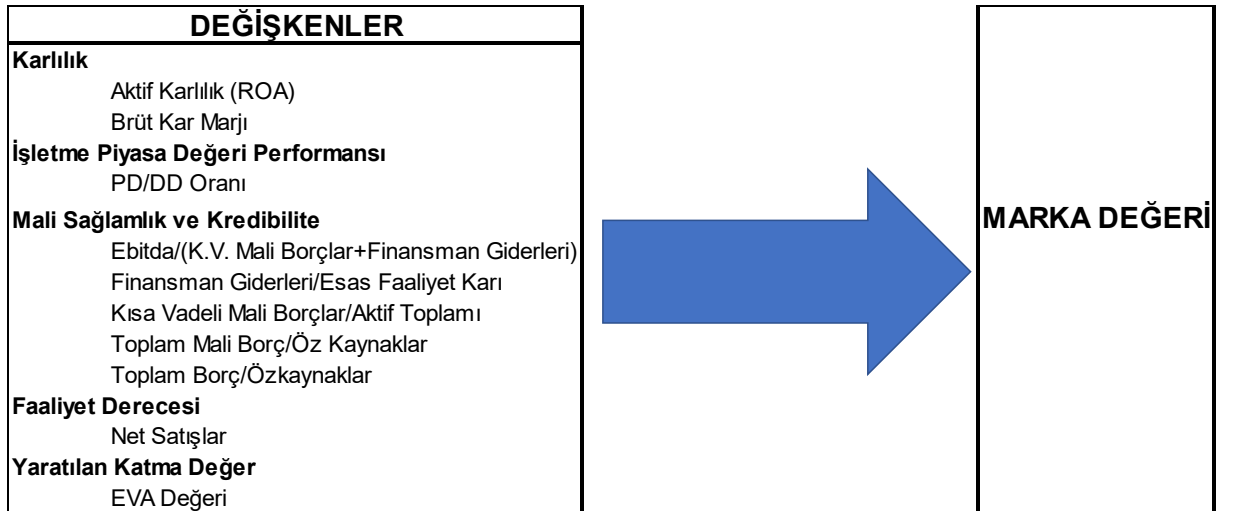 DEĞİŞKENLER
Karlılık
Aktif Karlılık (ROA)
Brüt Kar Marjı
İşletme Piyasa Değeri Performansı
PD/DD Oranı
Mali Sağlamlık ve Kredibilite
Ebitda/(K.V. Mali Borçlar+Finansman Giderleri)
Finansman Giderleri/Esas Faaliyet Karı
Kısa Vadeli Mali Borçlar/Aktif Toplamı
Toplam Mali Borç/Öz Kaynaklar
Toplam Borç/Özkaynaklar
Faaliyet Derecesi
Net Satışlar
Yaratılan Katma Değer
EVA Değeri
MARKA DEĞERİ